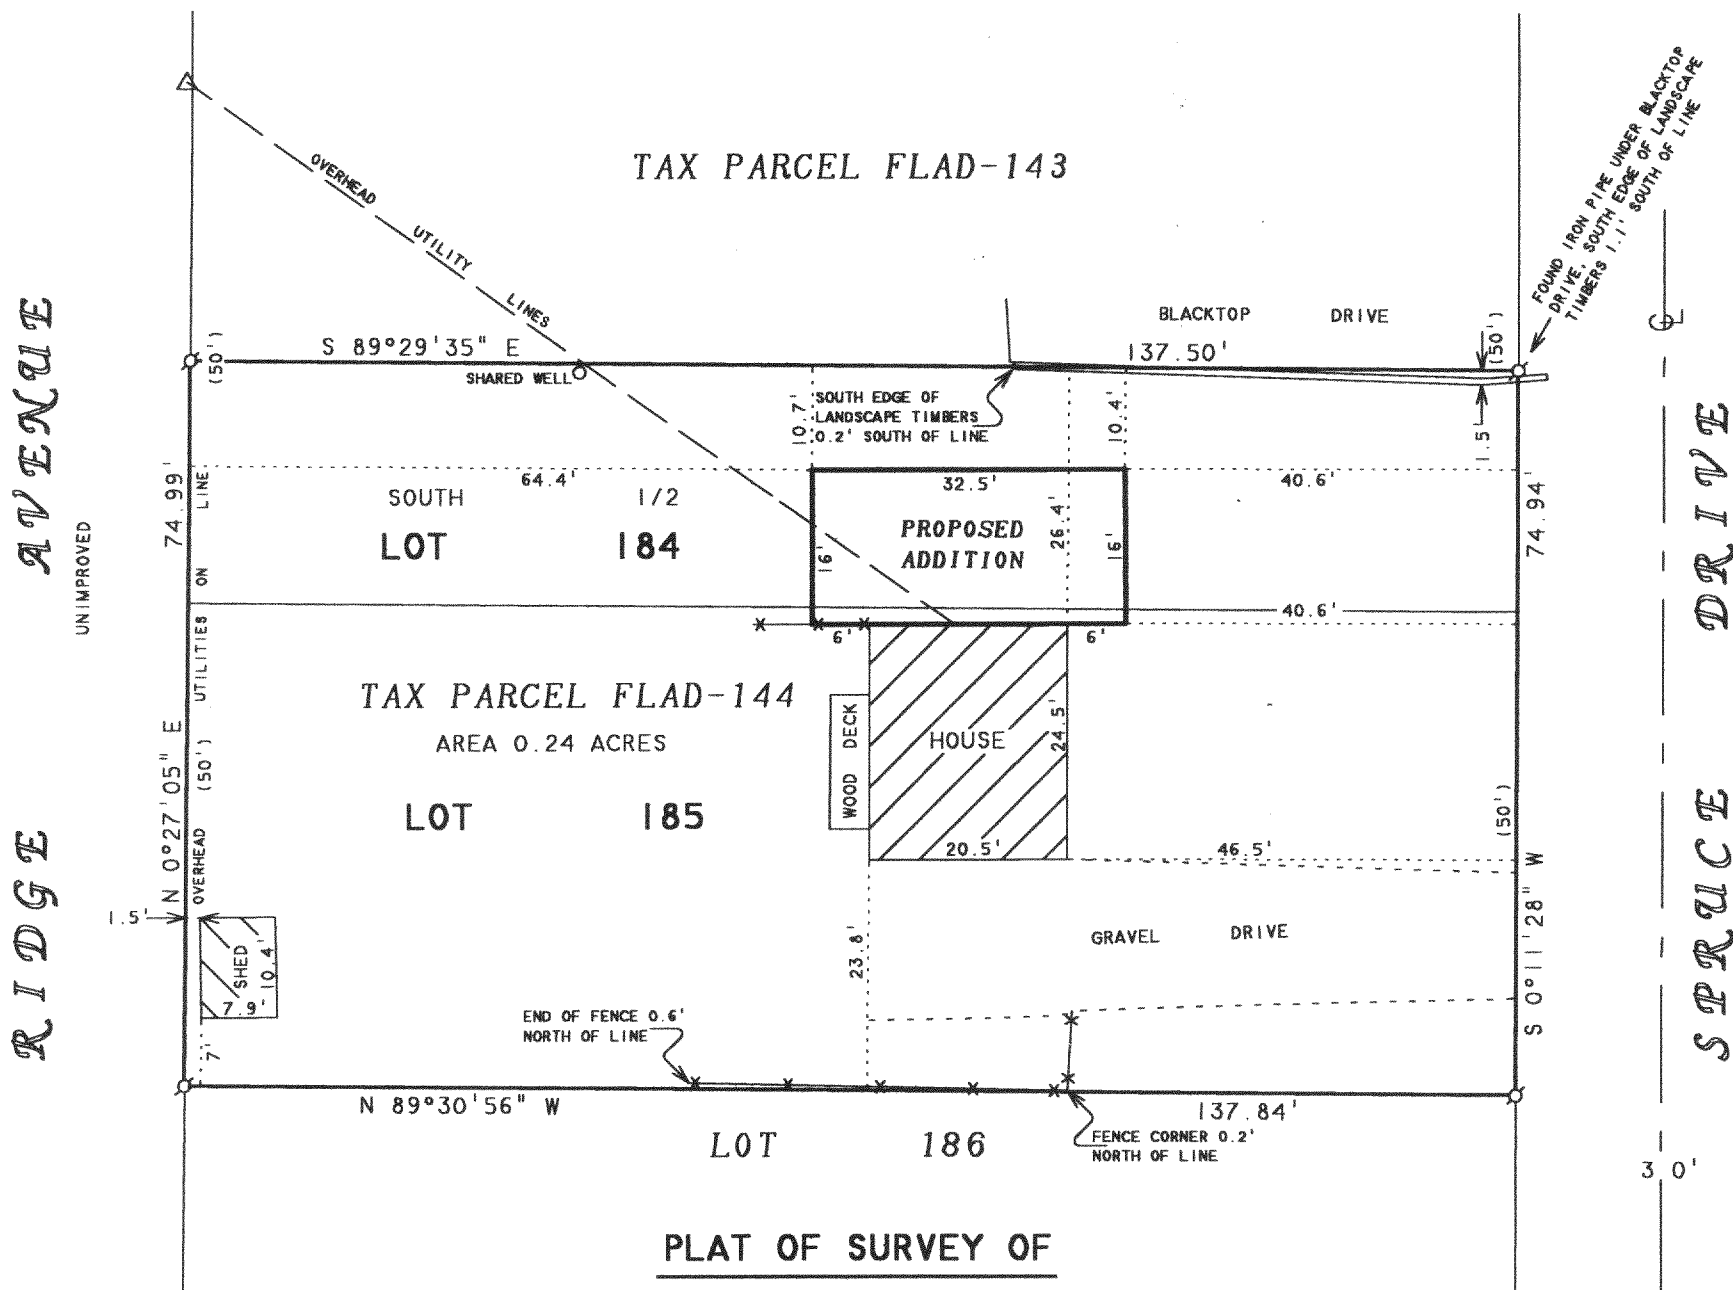 TAX PARCEL FLAD-143
OVERHEAD UTILITY LINES
FOUND IRON PIPE UNDER BLACKTOP
DRIVE, SOUTH EDGE OF LANDSCAPE
TIMBERS 1.1' SOUTH OF LINE
BLACKTOP DRIVE
S 89°29'35" E
137.50'
(50')
(50')
SHARED WELL
SOUTH EDGE OF
LANDSCAPE TIMBERS
0.2' SOUTH OF LINE
10.7'
10.4'
1.5'
64.4'
32.5'
40.6'
SOUTH 1/2
LOT 184
PROPOSED
ADDITION
16'
26.4'
16'
74.99'
74.94'
40.6'
6'
6'
RIDGE AVENUE
UNIMPROVED
SPRUCE DRIVE
℄
TAX PARCEL FLAD-144
AREA 0.24 ACRES
LOT 185
WOOD DECK
HOUSE
24.5'
20.5'
46.5'
N 0°27'05" E
OVERHEAD (50') UTILITIES ON LINE
(50')
S 0°11'28" W
1.5'
SHED
10.4'
7.9'
7'
23.8'
GRAVEL DRIVE
END OF FENCE 0.6'
NORTH OF LINE
N 89°30'56" W
137.84'
FENCE CORNER 0.2'
NORTH OF LINE
LOT 186
30'
PLAT OF SURVEY OF